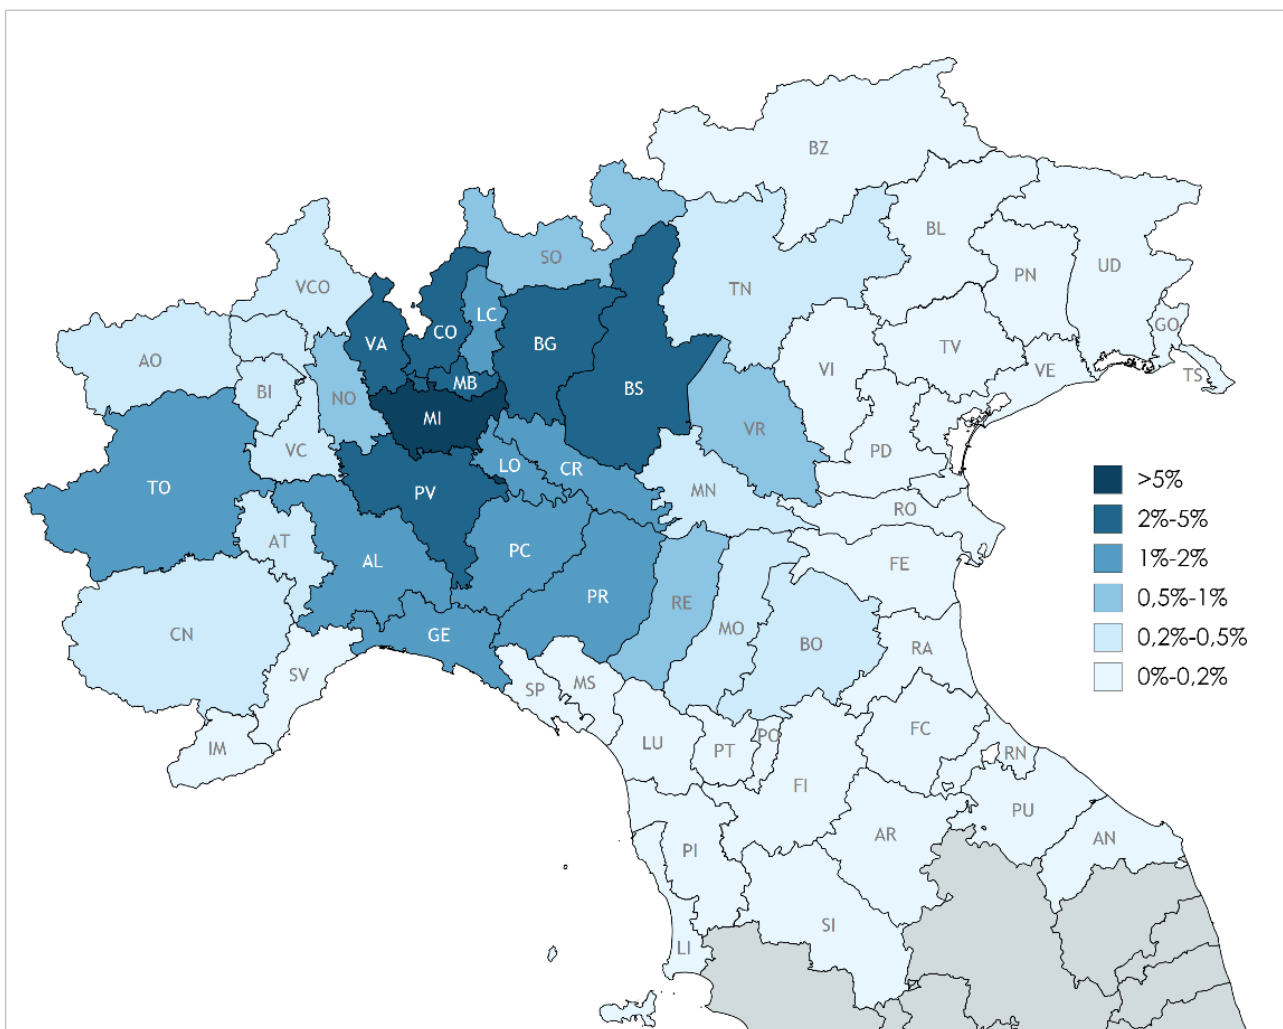 BZ
BL
UD
PN
SO
TN
VCO
GO
LC
CO
VA
BG
TV
AO
VI
VE
TS
MB
BS
BI
NO
MI
VR
VC
PD
LO
CR
TO
PV
MN
RO
>5%
2%-5%
1%-2%
0,5%-1%
0,2%-0,5%
0%-0,2%
AT
PC
AL
FE
PR
RE
MO
CN
GE
BO
RA
SV
SP
MS
IM
LU
PT
PO
FC
RN
FI
PU
PI
AR
AN
SI
LI